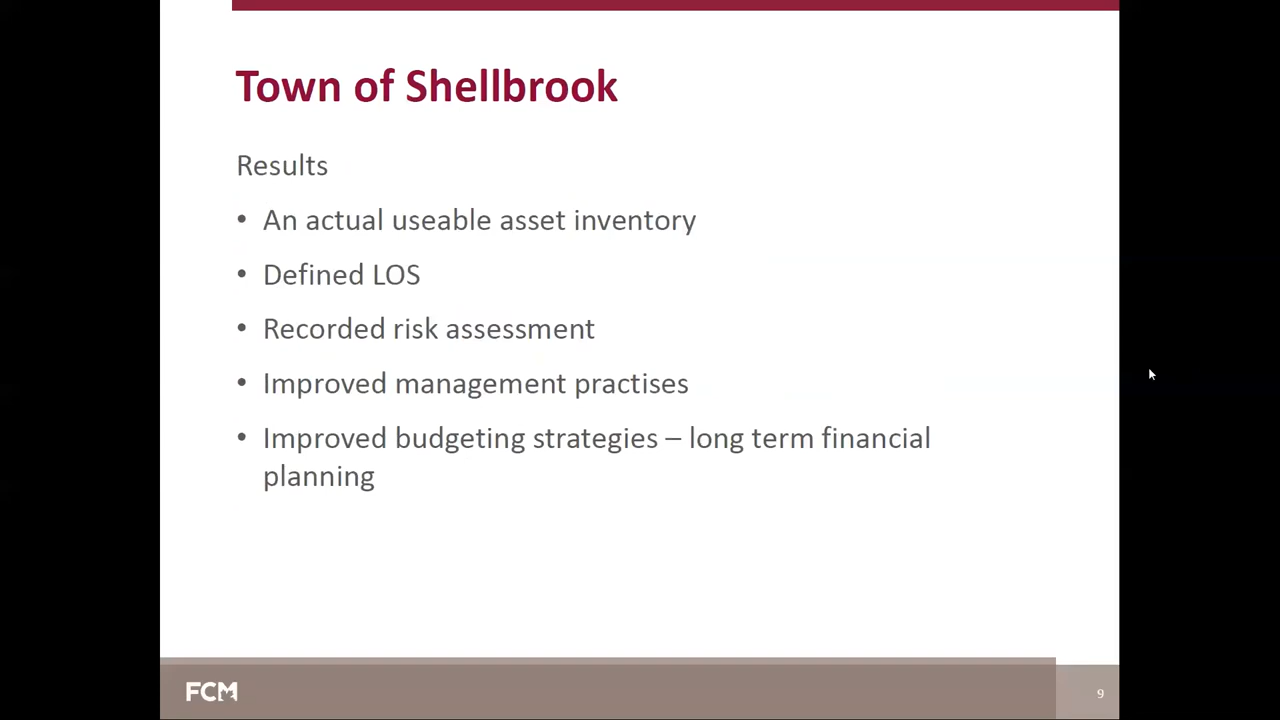 Town of Shellbrook
Results
• An actual useable asset inventory
• Defined LOS
• Recorded risk assessment
• Improved management practises
• Improved budgeting strategies – long term financial
planning
FCM
9